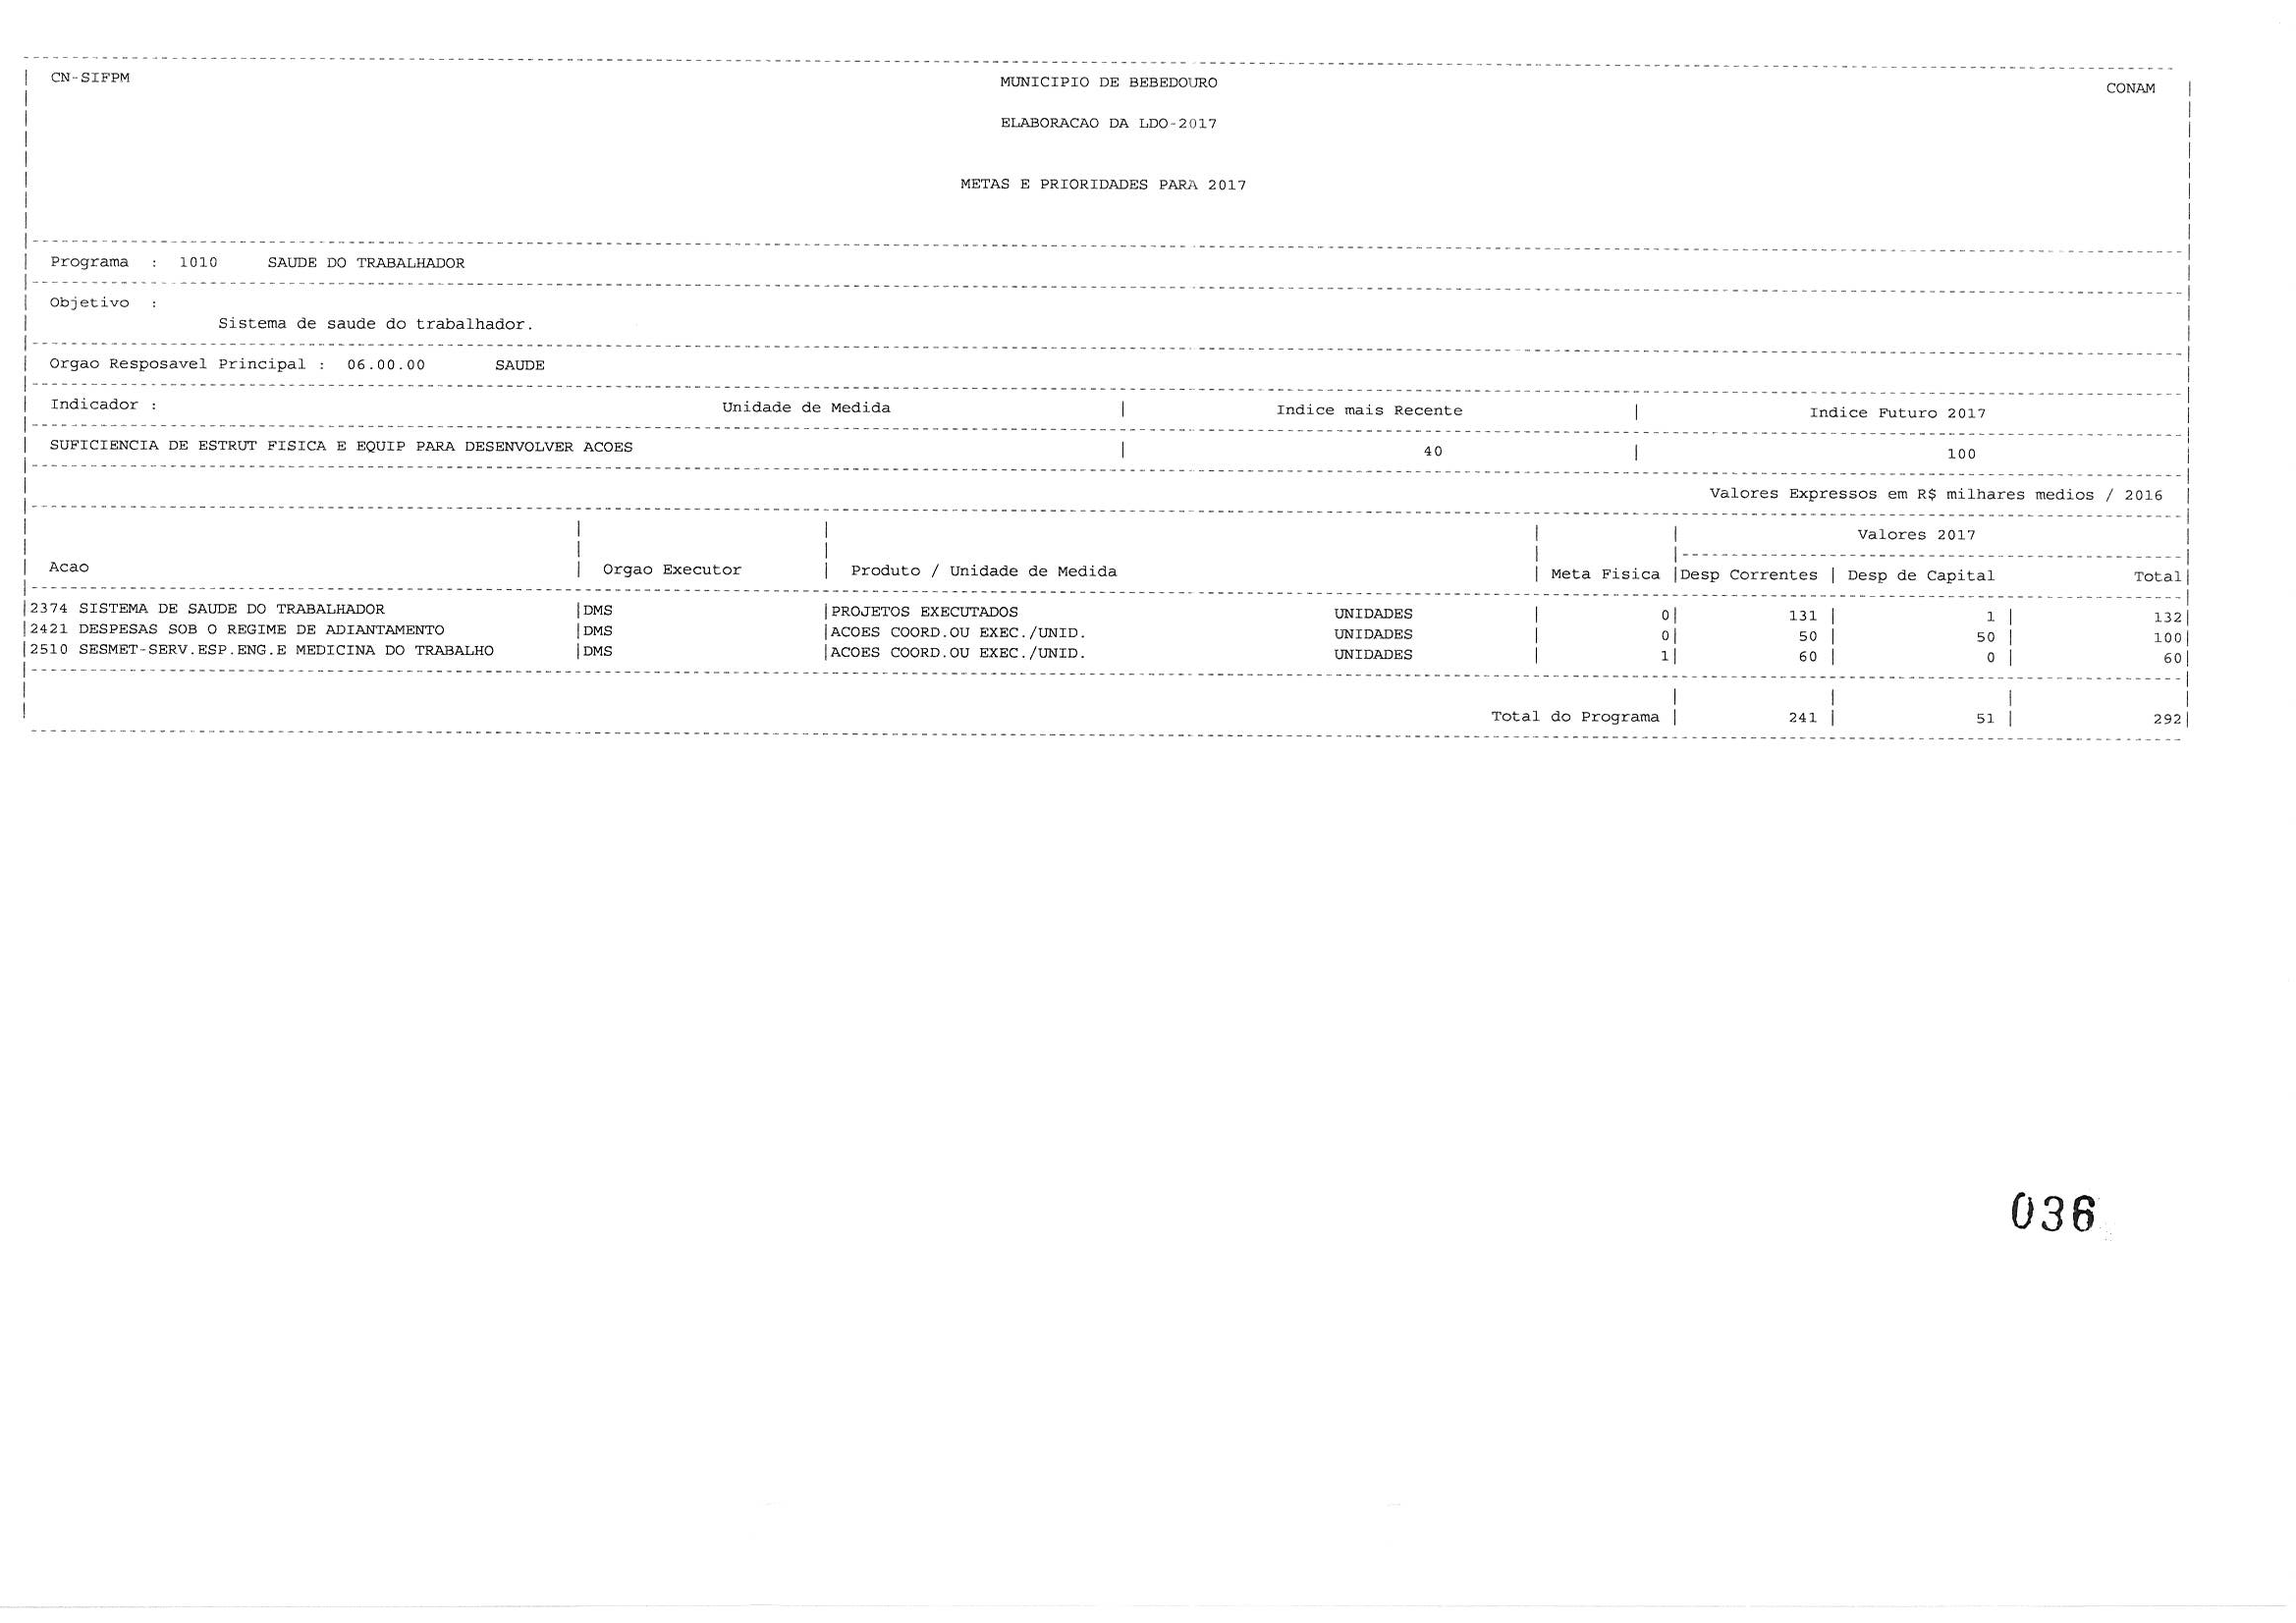 CN-SIFPM MUNICIPIO DE BEBEDOURO CONAM
ELABORACAO DA LDO-2017
METAS E PRIORIDADES PARA 2017
Programa : 1010 SAUDE DO TRABALHADOR
Objetivo :
Sistema de saude do trabalhador.
Orgao Resposavel Principal : 06.00.00 SAUDE
Indicador : Unidade de Medida | Indice mais Recente | Indice Futuro 2017
SUFICIENCIA DE ESTRUT FISICA E EQUIP PARA DESENVOLVER ACOES | 40 | 100
Valores Expressos em R$ milhares medios / 2016
Valores 2017
Acao | Orgao Executor | Produto / Unidade de Medida | Meta Fisica | Desp Correntes | Desp de Capital Total
2374 SISTEMA DE SAUDE DO TRABALHADOR | DMS | PROJETOS EXECUTADOS UNIDADES | 0 | 131 | 1 | 132
2421 DESPESAS SOB O REGIME DE ADIANTAMENTO | DMS | ACOES COORD.OU EXEC./UNID. UNIDADES | 0 | 50 | 50 | 100
2510 SESMET-SERV.ESP.ENG.E MEDICINA DO TRABALHO | DMS | ACOES COORD.OU EXEC./UNID. UNIDADES | 1 | 60 | 0 | 60
Total do Programa | 241 | 51 | 292
036